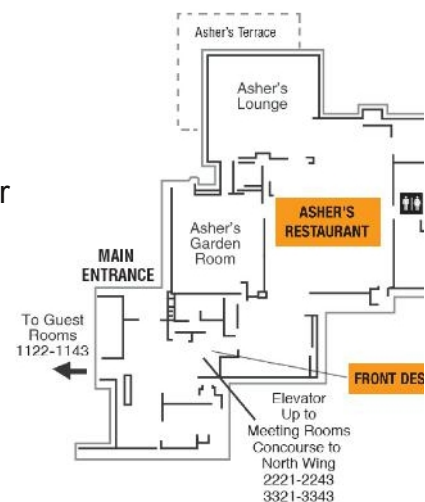 Asher's Terrace
Asher's
Lounge
r
ASHER'S
RESTAURANT
Asher's
Garden
Room
MAIN
ENTRANCE
To Guest
Rooms
1122-1143
FRONT DES
Elevator
Up to
Meeting Rooms
Concourse to
North Wing
2221-2243
3321-3343